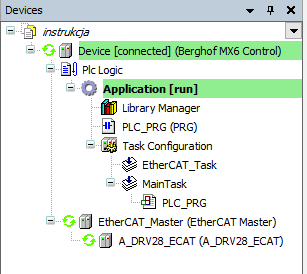 Devices
instrukcja
Device [connected] (Berghof MX6 Control)
Plc Logic
Application [run]
Library Manager
PLC_PRG (PRG)
Task Configuration
EtherCAT_Task
MainTask
PLC_PRG
EtherCAT_Master (EtherCAT Master)
A_DRV28_ECAT (A_DRV28_ECAT)